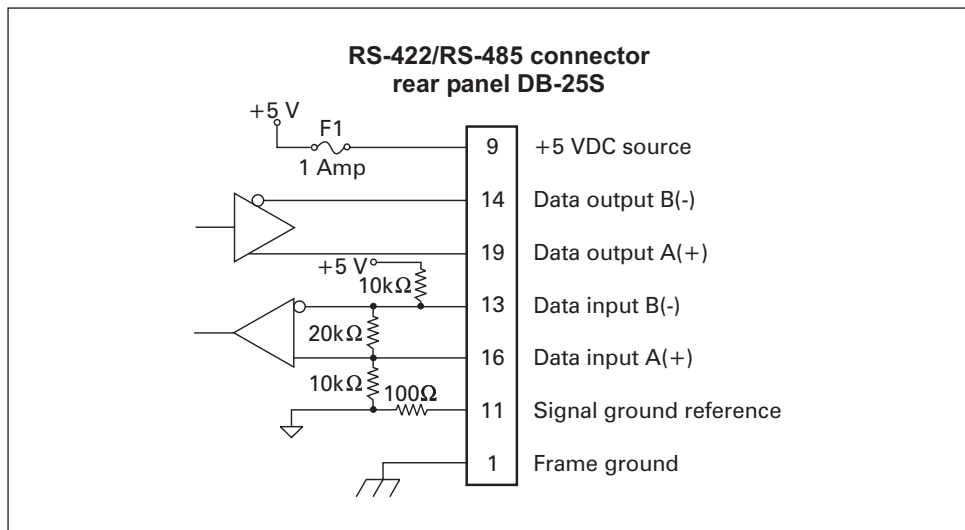 RS-422/RS-485 connector
rear panel DB-25S
+5 V
F1
1 Amp
9 +5 VDC source
14 Data output B(-)
19 Data output A(+)
+5 V
10kΩ
13 Data input B(-)
20kΩ
16 Data input A(+)
10kΩ
100Ω
11 Signal ground reference
1 Frame ground